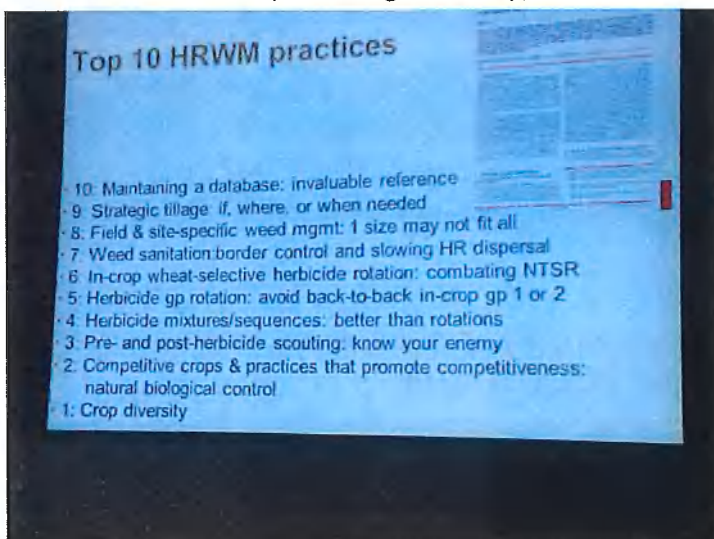 Top 10 HRWM practices
· 10: Maintaining a database: invaluable reference
· 9: Strategic tillage: if, where, or when needed
· 8: Field & site-specific weed mgmt: 1 size may not fit all
· 7: Weed sanitation: border control and slowing HR dispersal
· 6: In-crop wheat-selective herbicide rotation: combating NTSR
· 5: Herbicide gp rotation: avoid back-to-back in-crop gp 1 or 2
· 4: Herbicide mixtures/sequences: better than rotations
· 3: Pre- and post-herbicide scouting: know your enemy
· 2: Competitive crops & practices that promote competitiveness:
natural biological control
· 1: Crop diversity